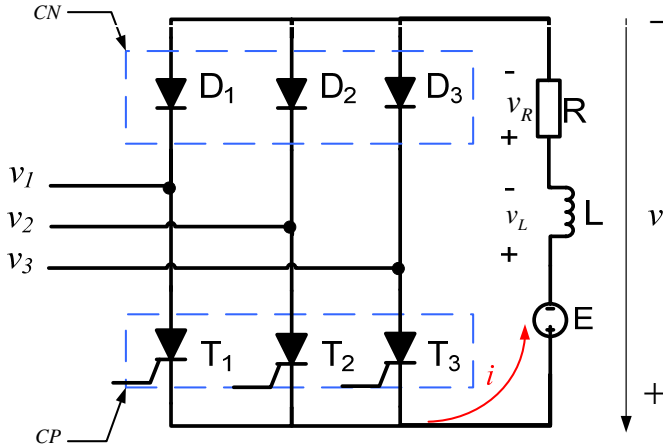 CN
D1 D2 D3
v1
v2
v3
T1 T2 T3
CP
-
vR R
+
-
vL L
+
- E
+
i
-
v
+